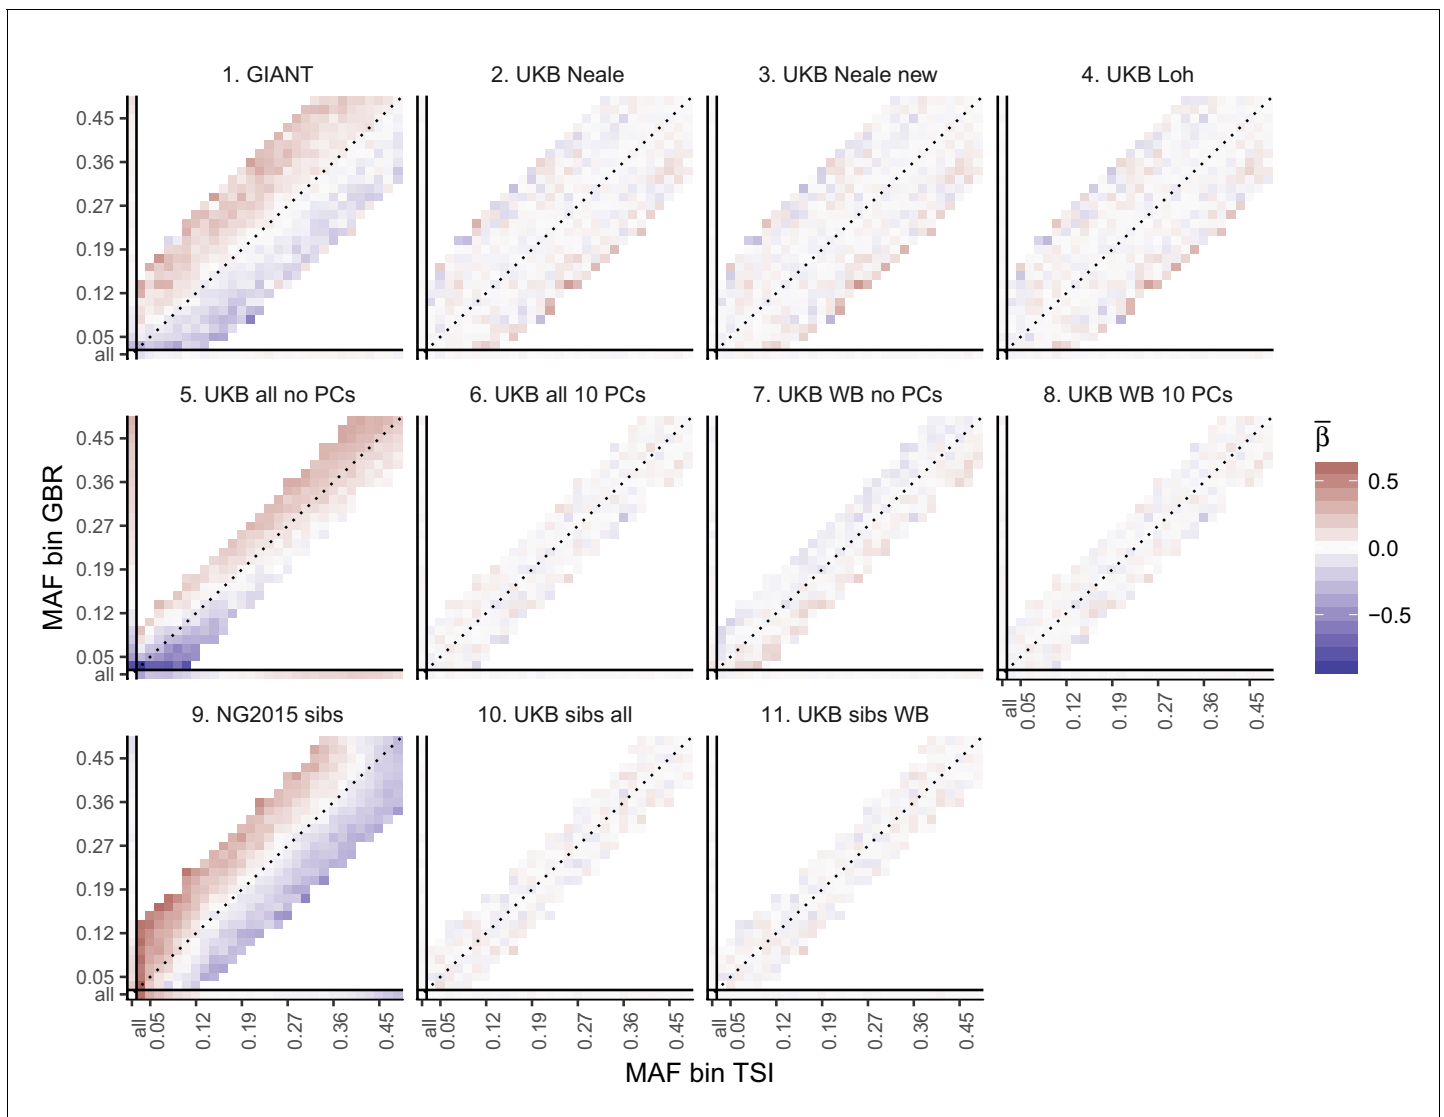 1. GIANT
2. UKB Neale
3. UKB Neale new
4. UKB Loh
0.45
0.36
0.27
0.19
0.12
0.05
all
5. UKB all no PCs
6. UKB all 10 PCs
7. UKB WB no PCs
8. UKB WB 10 PCs
0.45
0.36
0.27
0.19
0.12
0.05
all
MAF bin GBR
β̅
0.5
0.0
−0.5
all 0.05 0.12 0.19 0.27 0.36 0.45
9. NG2015 sibs
10. UKB sibs all
11. UKB sibs WB
0.45
0.36
0.27
0.19
0.12
0.05
all
all 0.05 0.12 0.19 0.27 0.36 0.45
all 0.05 0.12 0.19 0.27 0.36 0.45
all 0.05 0.12 0.19 0.27 0.36 0.45
MAF bin TSI